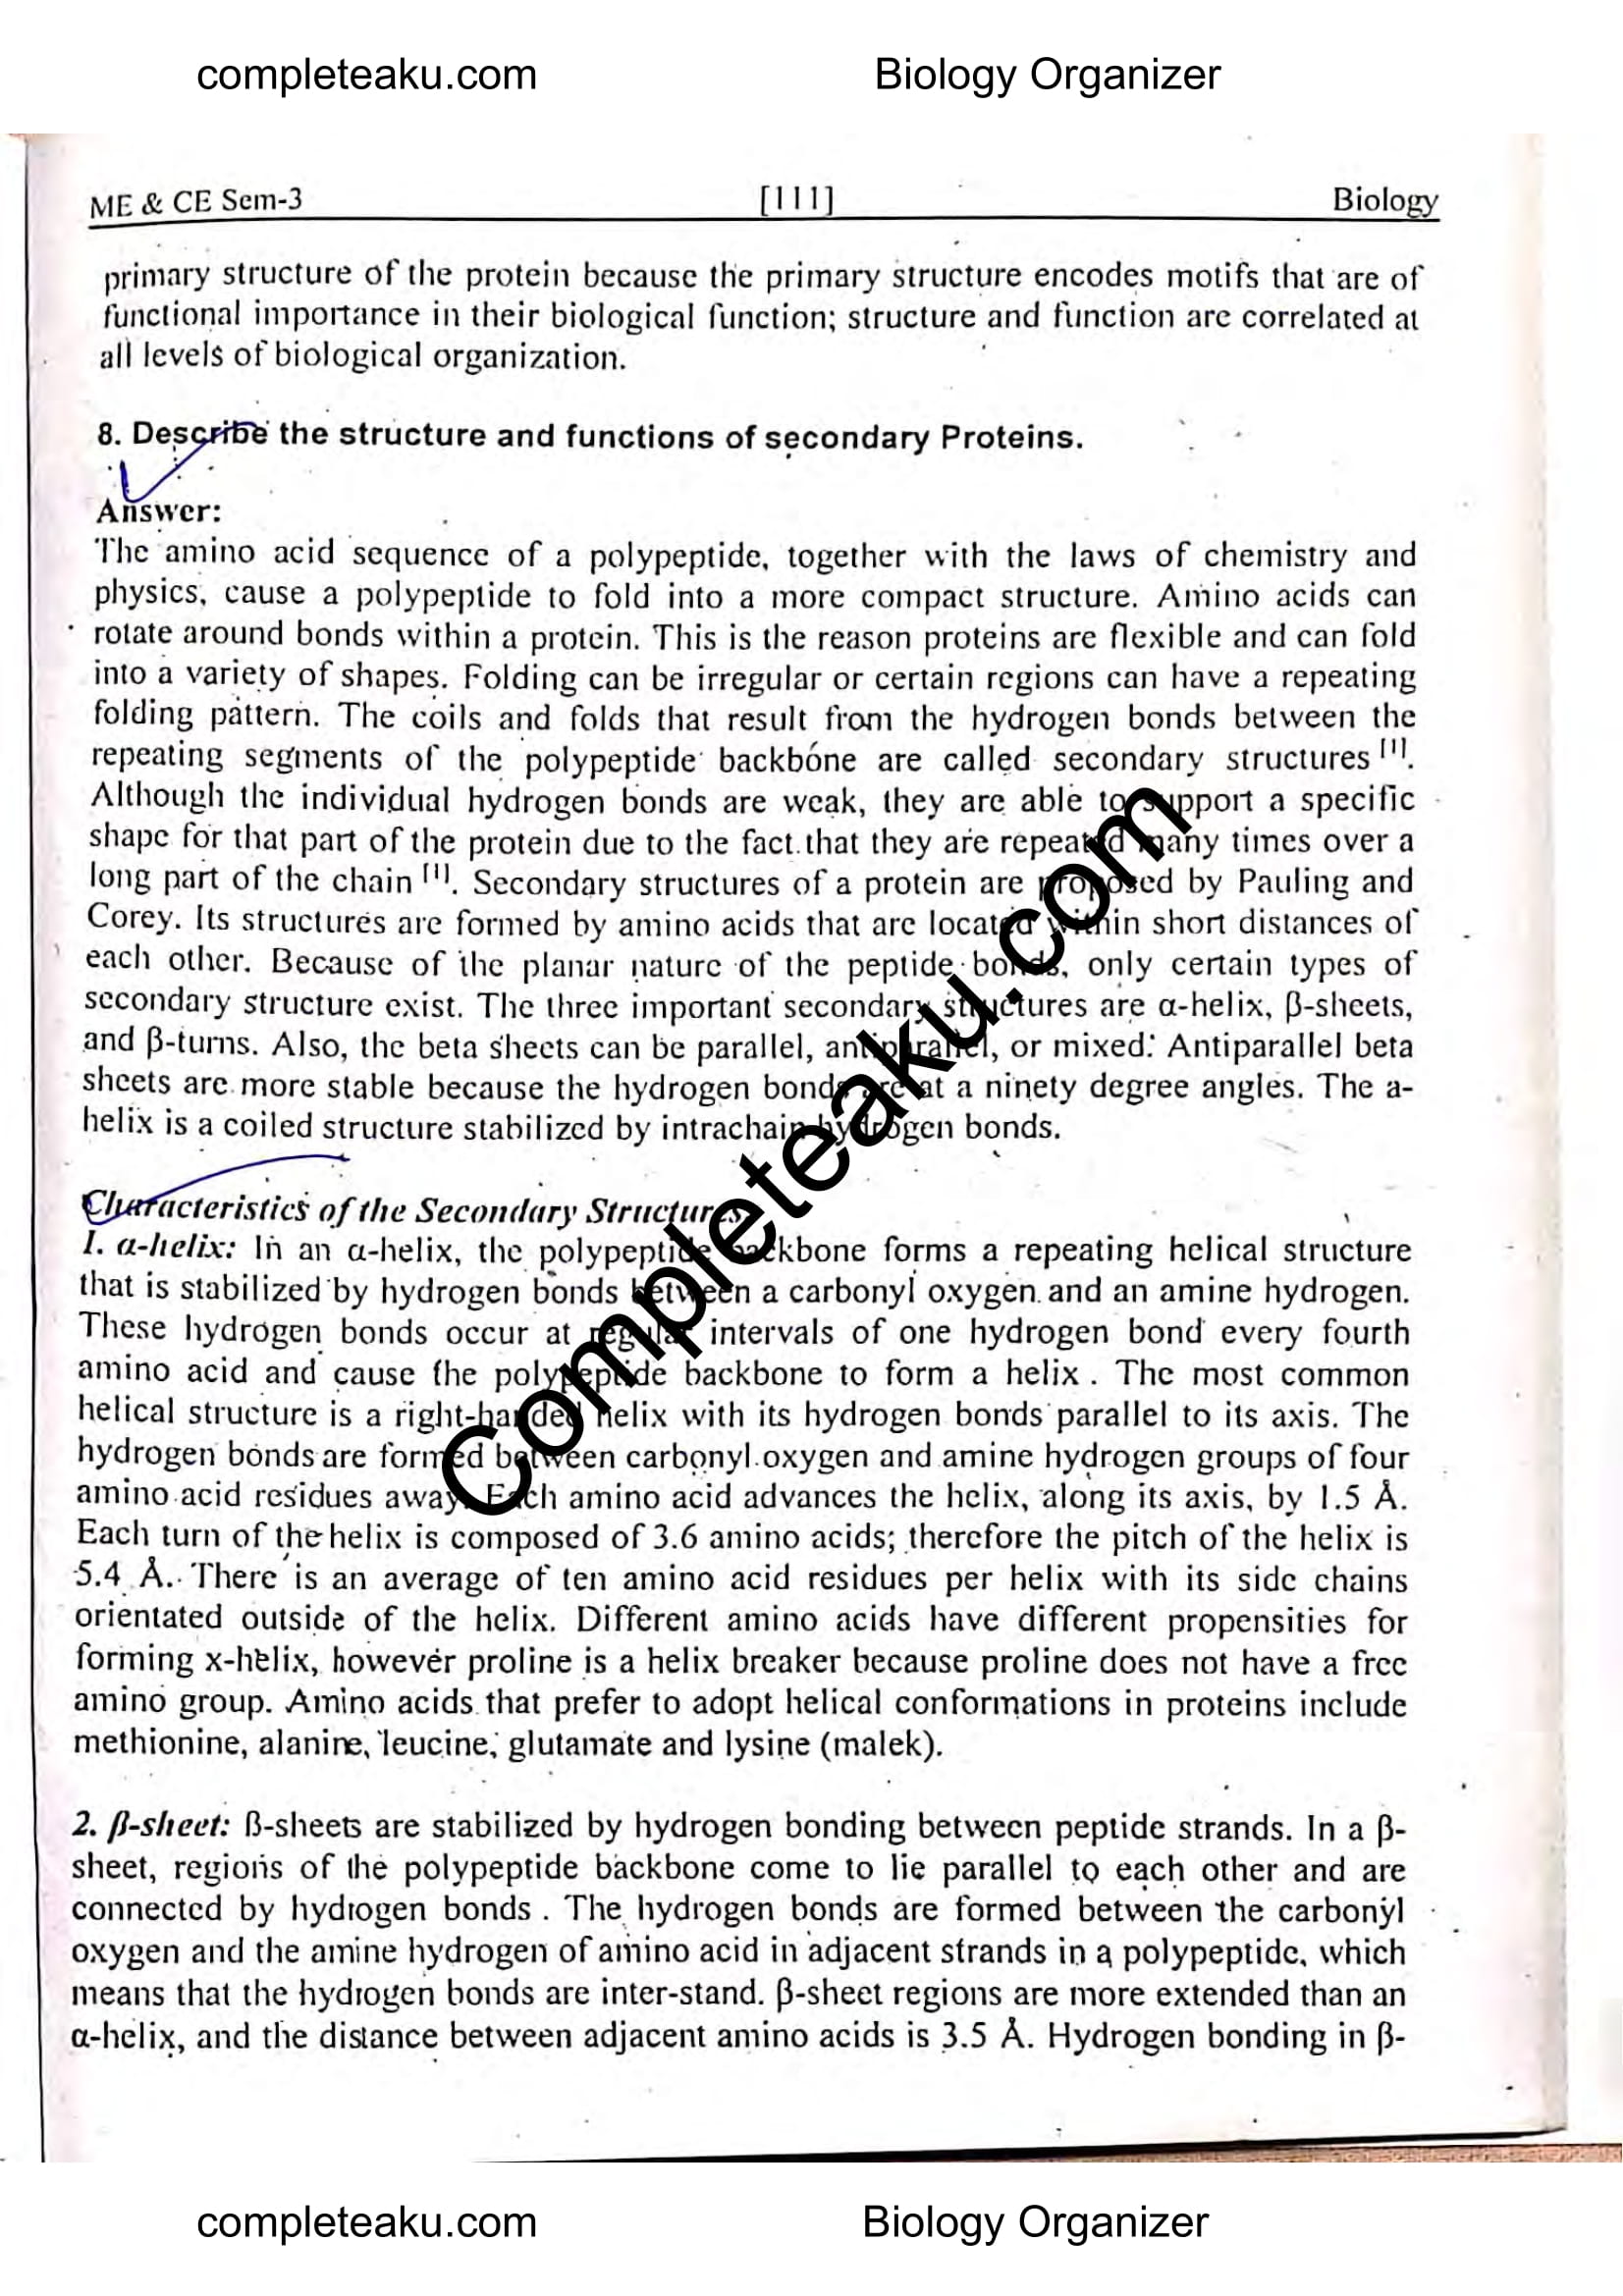 completeaku.com Biology Organizer
ME & CE Sem-3 [111] Biology
primary structure of the protein because the primary structure encodes motifs that are of
functional importance in their biological function; structure and function are correlated at
all levels of biological organization.
8. Describe the structure and functions of secondary Proteins.
Answer:
The amino acid sequence of a polypeptide, together with the laws of chemistry and
physics, cause a polypeptide to fold into a more compact structure. Amino acids can
rotate around bonds within a protein. This is the reason proteins are flexible and can fold
into a variety of shapes. Folding can be irregular or certain regions can have a repeating
folding pattern. The coils and folds that result from the hydrogen bonds between the
repeating segments of the polypeptide backbone are called secondary structures [1].
Although the individual hydrogen bonds are weak, they are able to support a specific
shape for that part of the protein due to the fact that they are repeated many times over a
long part of the chain [1]. Secondary structures of a protein are proposed by Pauling and
Corey. Its structures are formed by amino acids that are located within short distances of
each other. Because of the planar nature of the peptide bonds, only certain types of
secondary structure exist. The three important secondary structures are α-helix, β-sheets,
and β-turns. Also, the beta sheets can be parallel, antiparallel, or mixed. Antiparallel beta
sheets are more stable because the hydrogen bonds are at a ninety degree angles. The a-
helix is a coiled structure stabilized by intrachain hydrogen bonds.
Characteristics of the Secondary Structures
1. α-helix: In an α-helix, the polypeptide backbone forms a repeating helical structure
that is stabilized by hydrogen bonds between a carbonyl oxygen and an amine hydrogen.
These hydrogen bonds occur at regular intervals of one hydrogen bond every fourth
amino acid and cause the polypeptide backbone to form a helix . The most common
helical structure is a right-handed helix with its hydrogen bonds parallel to its axis. The
hydrogen bonds are formed between carbonyl oxygen and amine hydrogen groups of four
amino acid residues away. Each amino acid advances the helix, along its axis, by 1.5 Å.
Each turn of the helix is composed of 3.6 amino acids; therefore the pitch of the helix is
5.4 Å. There is an average of ten amino acid residues per helix with its side chains
orientated outside of the helix. Different amino acids have different propensities for
forming x-helix, however proline is a helix breaker because proline does not have a free
amino group. Amino acids that prefer to adopt helical conformations in proteins include
methionine, alanine, leucine, glutamate and lysine (malek).
2. β-sheet: ß-sheets are stabilized by hydrogen bonding between peptide strands. In a β-
sheet, regions of the polypeptide backbone come to lie parallel to each other and are
connected by hydrogen bonds . The hydrogen bonds are formed between the carbonyl
oxygen and the amine hydrogen of amino acid in adjacent strands in a polypeptide, which
means that the hydrogen bonds are inter-stand. β-sheet regions are more extended than an
α-helix, and the distance between adjacent amino acids is 3.5 Å. Hydrogen bonding in β-
Completeaku.com
completeaku.com Biology Organizer